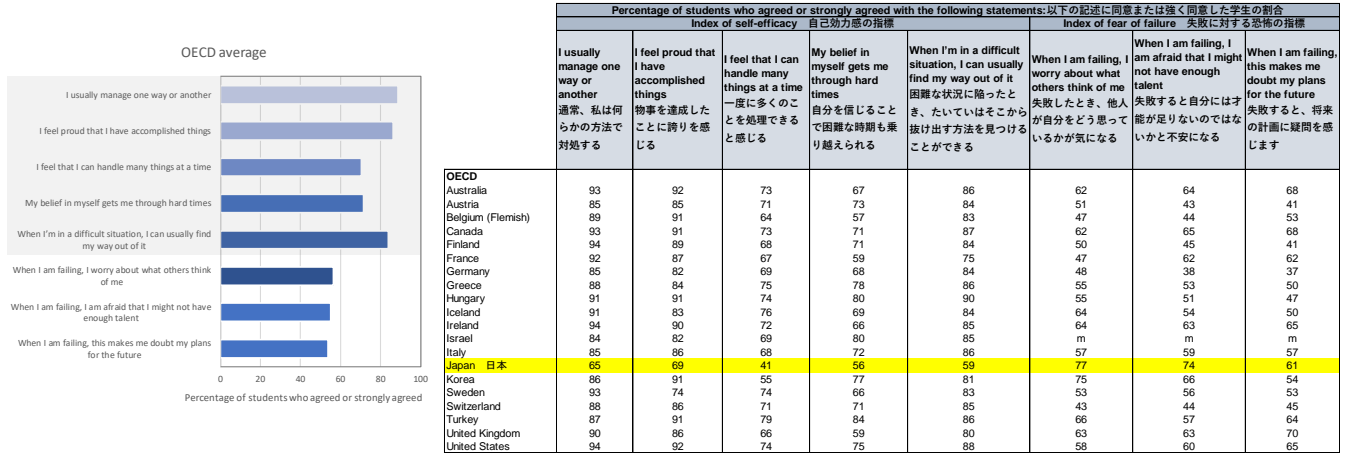 OECD average
I usually manage one way or another
I feel proud that I have accomplished things
I feel that I can handle many things at a time
My belief in myself gets me through hard times
When I'm in a difficult situation, I can usually find
my way out of it
When I am failing, I worry about what others think
of me
When I am failing, I am afraid that I might not have
enough talent
When I am failing, this makes me doubt my plans
for the future
0 20 40 60 80 100
Percentage of students who agreed or strongly agreed
Percentage of students who agreed or strongly agreed with the following statements:以下の記述に同意または強く同意した学生の割合
Index of self-efficacy 自己効力感の指標
Index of fear of failure 失敗に対する恐怖の指標
I usually
manage one
way or
another
通常、私は何
らかの方法で
対処する
I feel proud that
I have
accomplished
things
物事を達成した
ことに誇りを感
じる
I feel that I can
handle many
things at a time
一度に多くのこ
とを処理できる
と感じる
My belief in
myself gets me
through hard
times
自分を信じること
で困難な時期も乗
り越えられる
When I'm in a difficult
situation, I can usually
find my way out of it
困難な状況に陥ったと
き、たいていはそこから
抜け出す方法を見つける
ことができる
When I am failing, I
worry about what
others think of me
失敗したとき、他人
が自分をどう思って
いるかが気になる
When I am failing, I
am afraid that I might
not have enough
talent
失敗すると自分には才
能が足りないのではな
いかと不安になる
When I am failing,
this makes me
doubt my plans
for the future
失敗すると、将来
の計画に疑問を感
じます
OECD
Australia 93 92 73 67 86 62 64 68
Austria 85 85 71 73 84 51 43 41
Belgium (Flemish) 89 91 64 57 83 47 44 53
Canada 93 91 73 71 87 62 65 68
Finland 94 89 68 71 84 50 45 41
France 92 87 67 59 75 47 62 62
Germany 85 82 69 68 84 48 38 37
Greece 88 84 75 78 86 55 53 50
Hungary 91 91 74 80 90 55 51 47
Iceland 91 83 76 69 84 64 54 50
Ireland 94 90 72 66 85 64 63 65
Israel 84 82 69 80 85 m m m
Italy 85 86 68 72 86 57 59 57
Japan 日本 65 69 41 56 59 77 74 61
Korea 86 91 55 77 81 75 66 54
Sweden 93 74 74 66 83 53 56 53
Switzerland 88 86 71 71 85 43 44 45
Turkey 87 91 79 84 86 66 57 64
United Kingdom 90 86 66 59 80 63 63 70
United States 94 92 74 75 88 58 60 65